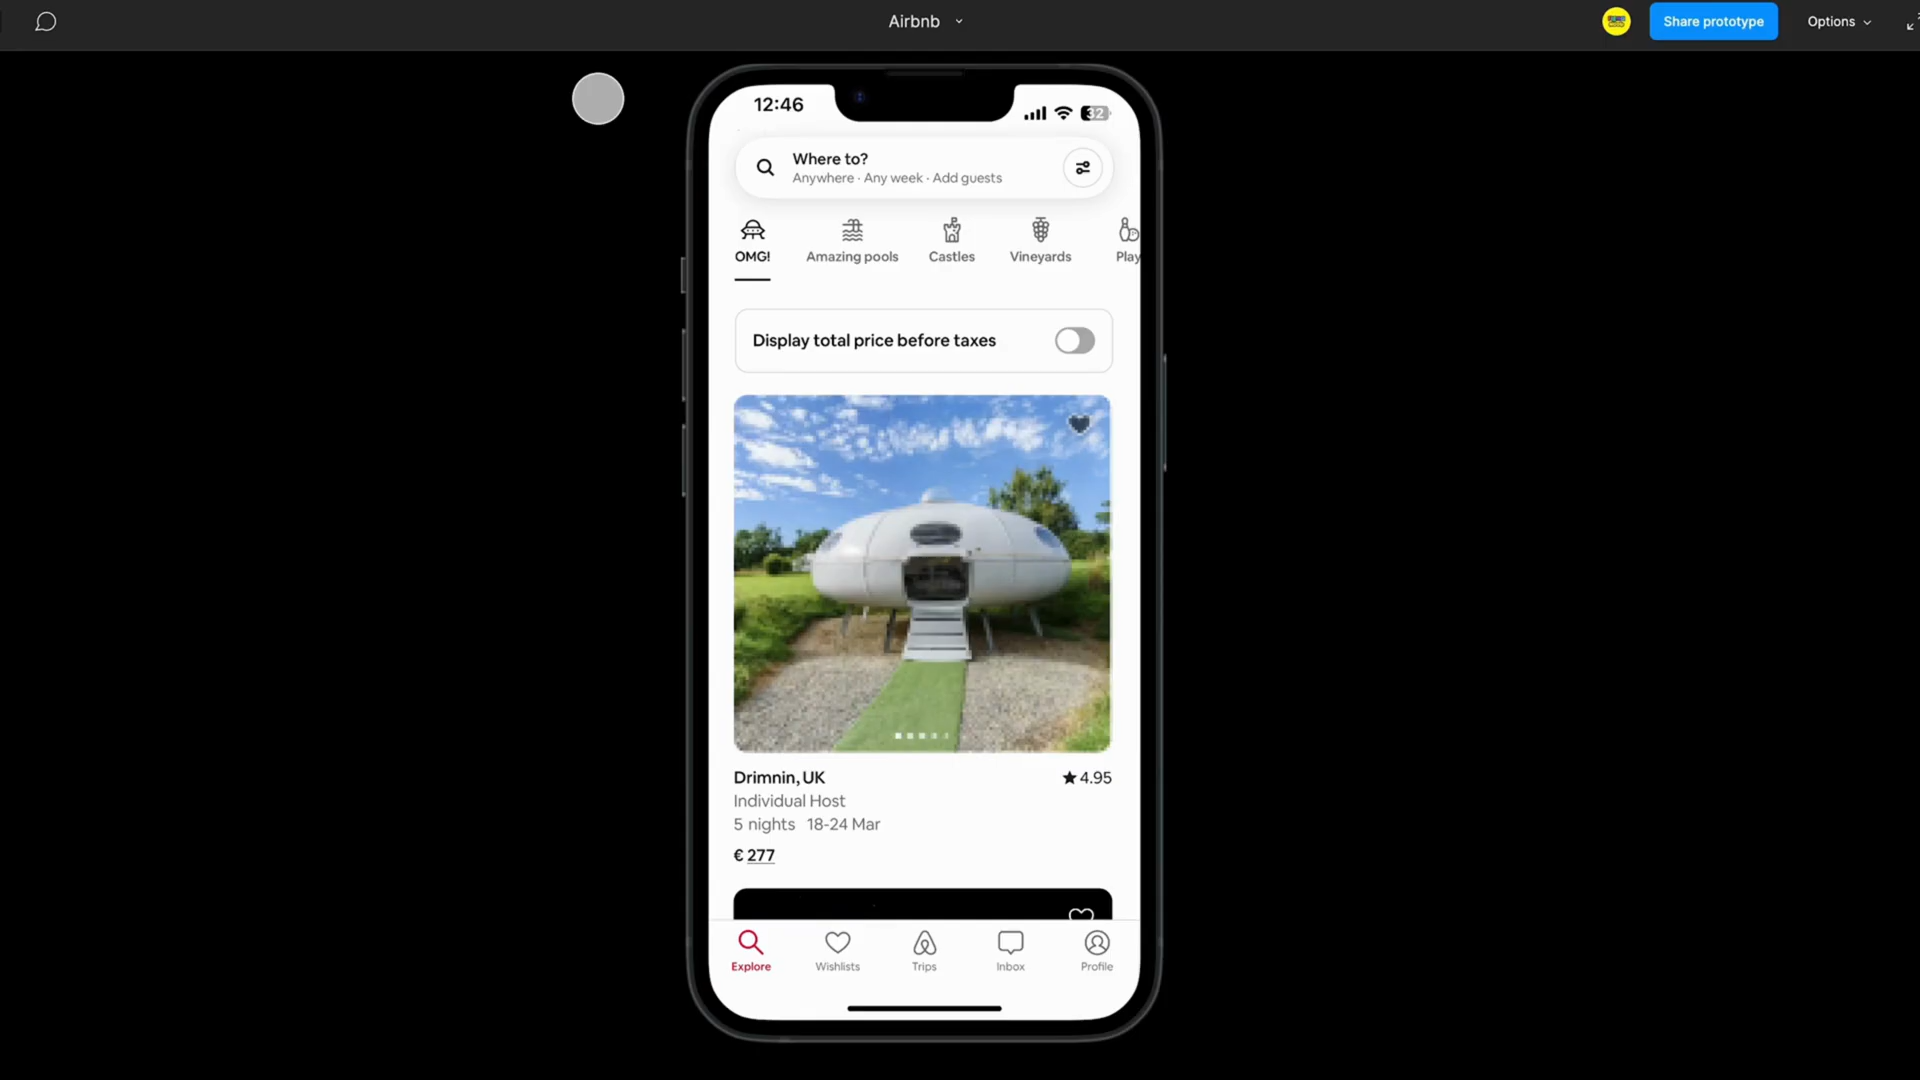 Airbnb
Share prototype
Options
12:46
32
Where to?
Anywhere · Any week · Add guests
OMG!
Amazing pools
Castles
Vineyards
Play
Display total price before taxes
Drimnin, UK
★ 4.95
Individual Host
5 nights 18-24 Mar
€ 277
Explore
Wishlists
Trips
Inbox
Profile